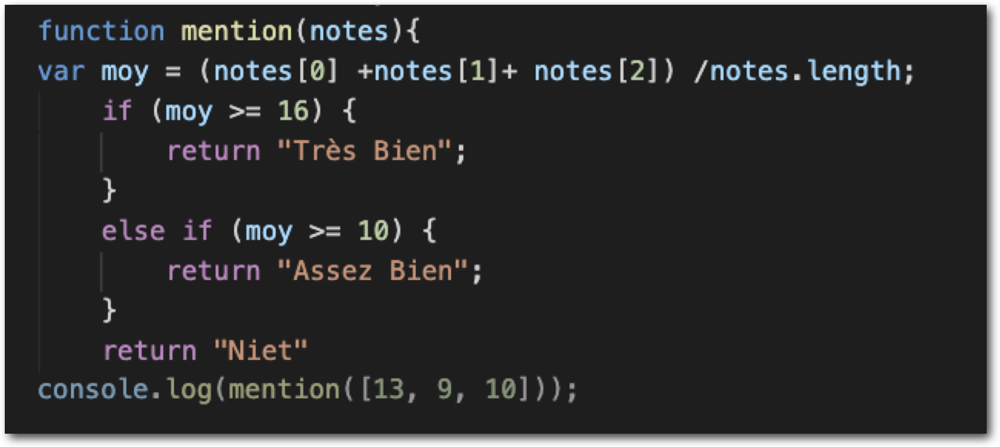 function mention(notes){
var moy = (notes[0] +notes[1]+ notes[2]) /notes.length;
if (moy >= 16) {
return "Très Bien";
}
else if (moy >= 10) {
return "Assez Bien";
}
return "Niet"
console.log(mention([13, 9, 10]));